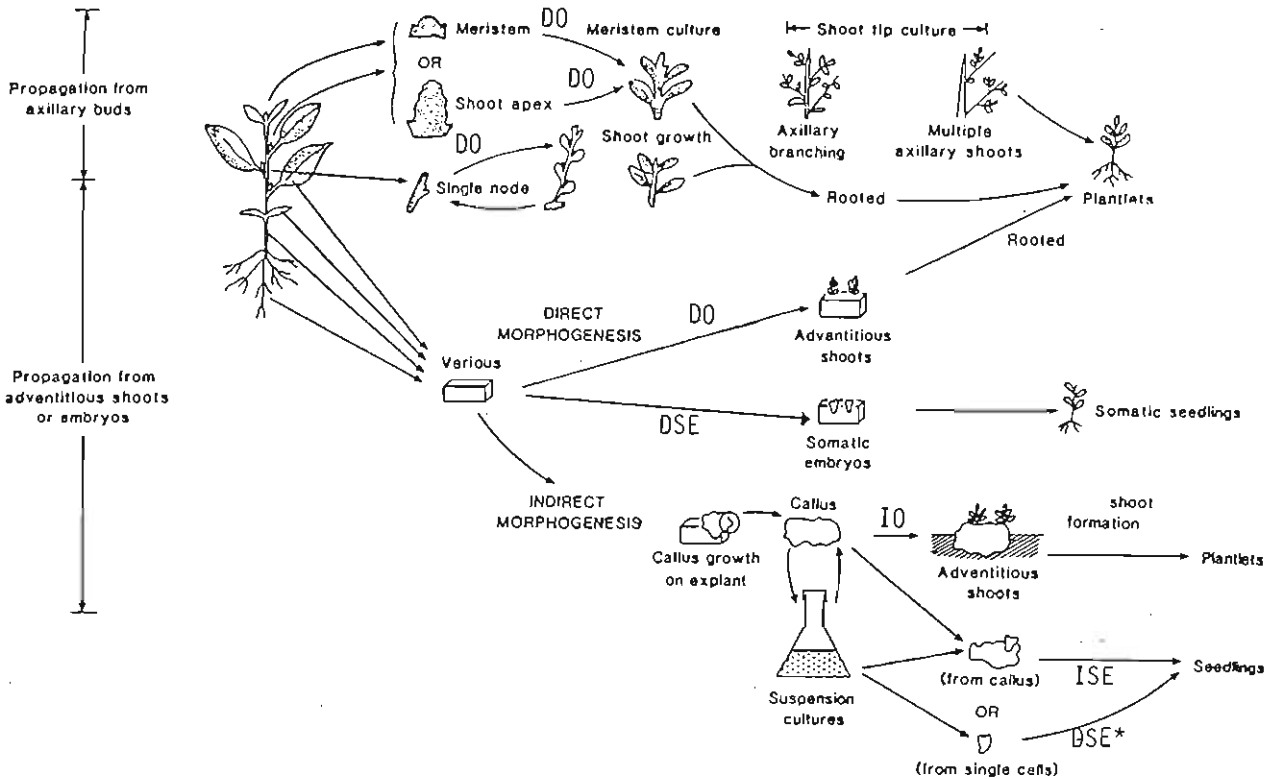 Propagation from
axillary buds
Meristem
DO
Meristem culture
OR
Shoot apex
DO
Shoot growth
Shoot tip culture
Axillary
branching
Multiple
axillary shoots
DO
Single node
Rooted
Plantlets
Rooted
Propagation from
adventitious shoots
or embryos
Various
DIRECT
MORPHOGENESIS
DO
Advantitious
shoots
DSE
Somatic
embryos
Somatic seedlings
INDIRECT
MORPHOGENESIS
Callus growth
on explant
Callus
IO
Adventitious
shoots
shoot
formation
Plantlets
Suspension
cultures
(from callus)
ISE
Seedlings
OR
(from single cells)
DSE*